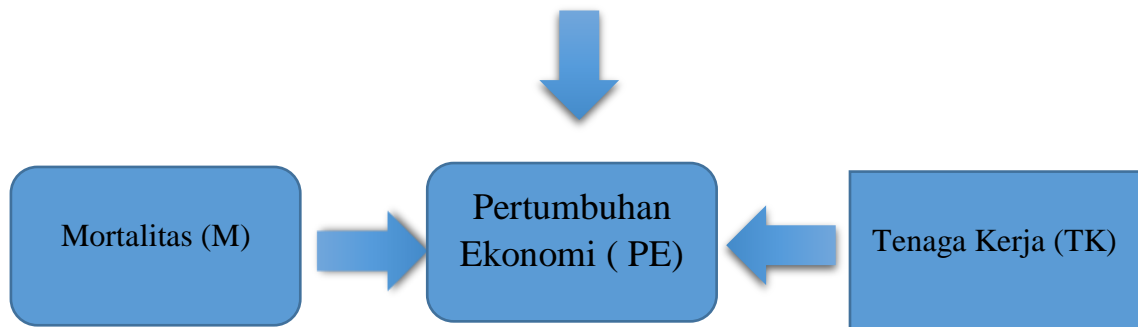 Mortalitas (M)
Pertumbuhan
Ekonomi ( PE)
Tenaga Kerja (TK)